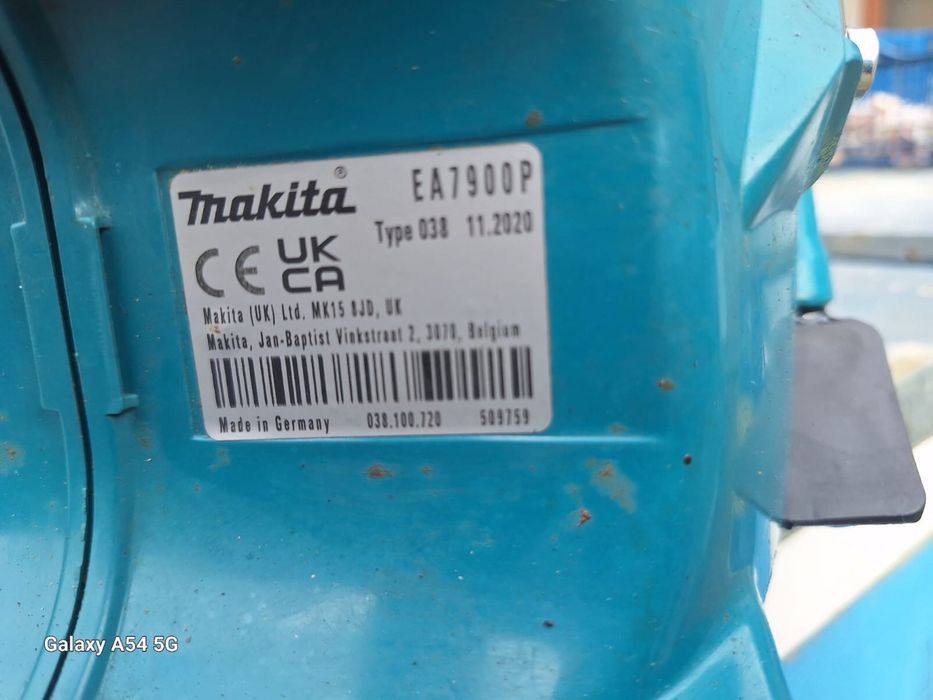 makita®
EA7900P
Type 038 11.2020
CE UK
CA
Makita (UK) Ltd. MK15 8JD, UK
Makita, Jan-Baptist Vinkstraat 2, 3070, Belgium
Made in Germany 038.100.720 509759
Galaxy A54 5G